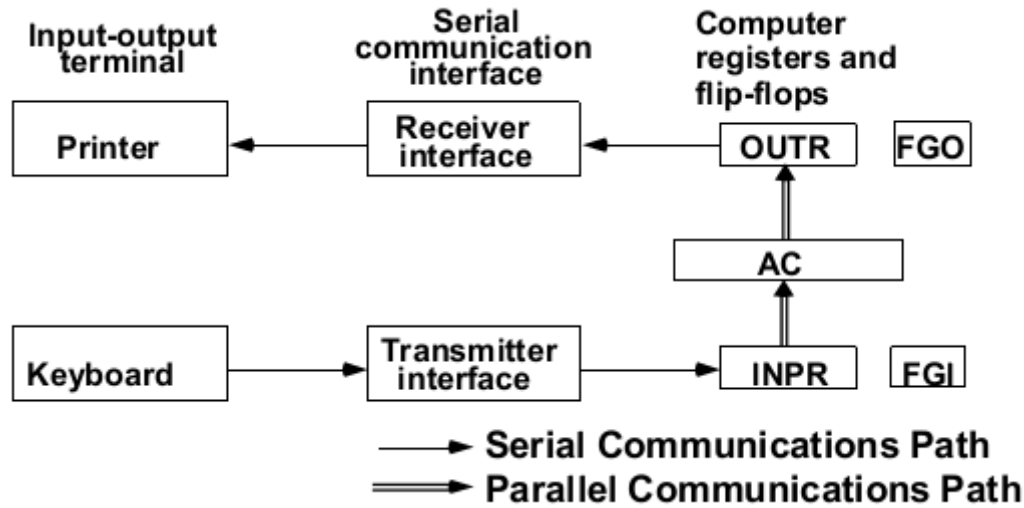 Input-output
terminal
Serial
communication
interface
Computer
registers and
flip-flops
Printer
Receiver
interface
OUTR
FGO
AC
Keyboard
Transmitter
interface
INPR
FGI
Serial Communications Path
Parallel Communications Path